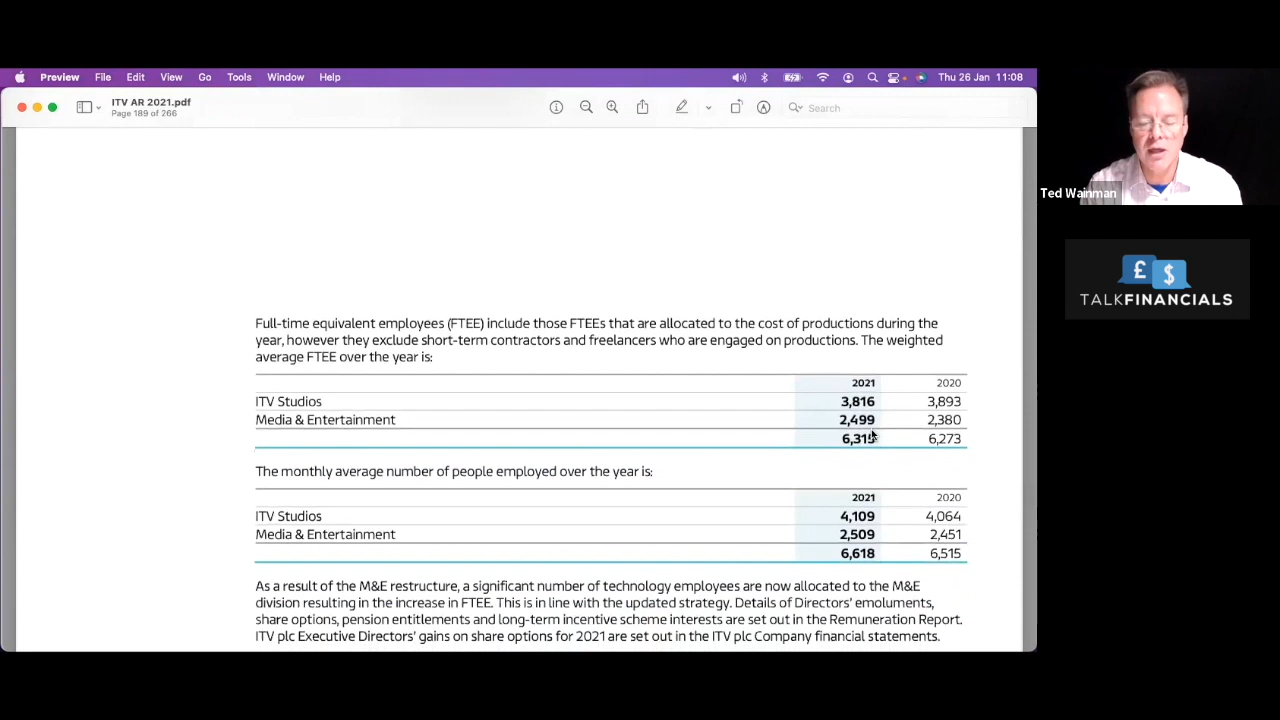 Preview File Edit View Go Tools Window Help Thu 26 Jan 11:08
ITV AR 2021.pdf
Page 189 of 266
Search
Ted Wainman
£ $
TALKFINANCIALS
Full-time equivalent employees (FTEE) include those FTEEs that are allocated to the cost of productions during the
year, however they exclude short-term contractors and freelancers who are engaged on productions. The weighted
average FTEE over the year is:
2021 2020
ITV Studios 3,816 3,893
Media & Entertainment 2,499 2,380
6,315 6,273
The monthly average number of people employed over the year is:
2021 2020
ITV Studios 4,109 4,064
Media & Entertainment 2,509 2,451
6,618 6,515
As a result of the M&E restructure, a significant number of technology employees are now allocated to the M&E
division resulting in the increase in FTEE. This is in line with the updated strategy. Details of Directors' emoluments,
share options, pension entitlements and long-term incentive scheme interests are set out in the Remuneration Report.
ITV plc Executive Directors' gains on share options for 2021 are set out in the ITV plc Company financial statements.